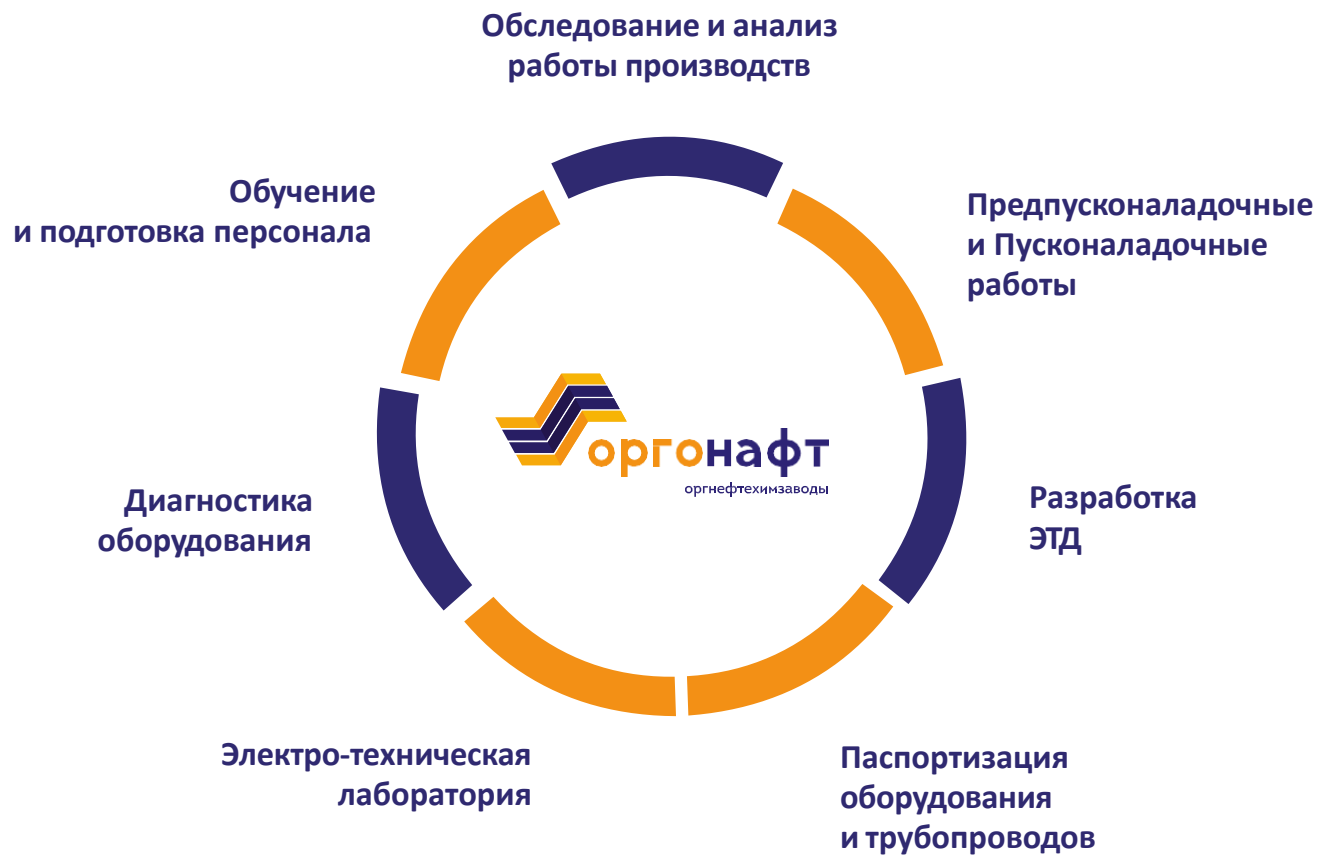 Обследование и анализ
работы производств
Предпусконаладочные
и Пусконаладочные
работы
Разработка
ЭТД
Паспортизация
оборудования
и трубопроводов
Электро-техническая
лаборатория
Диагностика
оборудования
Обучение
и подготовка персонала
оргонафт
оргнефтехимзаводы